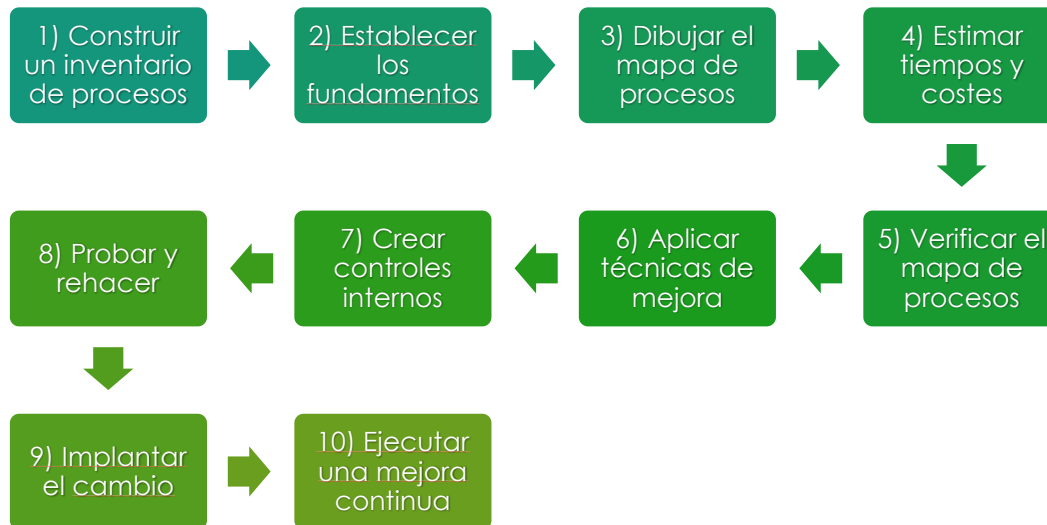 1) Construir
un inventario
de procesos
2) Establecer
los
fundamentos
3) Dibujar el
mapa de
procesos
4) Estimar
tiempos y
costes
5) Verificar el
mapa de
procesos
6) Aplicar
técnicas de
mejora
7) Crear
controles
internos
8) Probar y
rehacer
9) Implantar
el cambio
10) Ejecutar
una mejora
continua